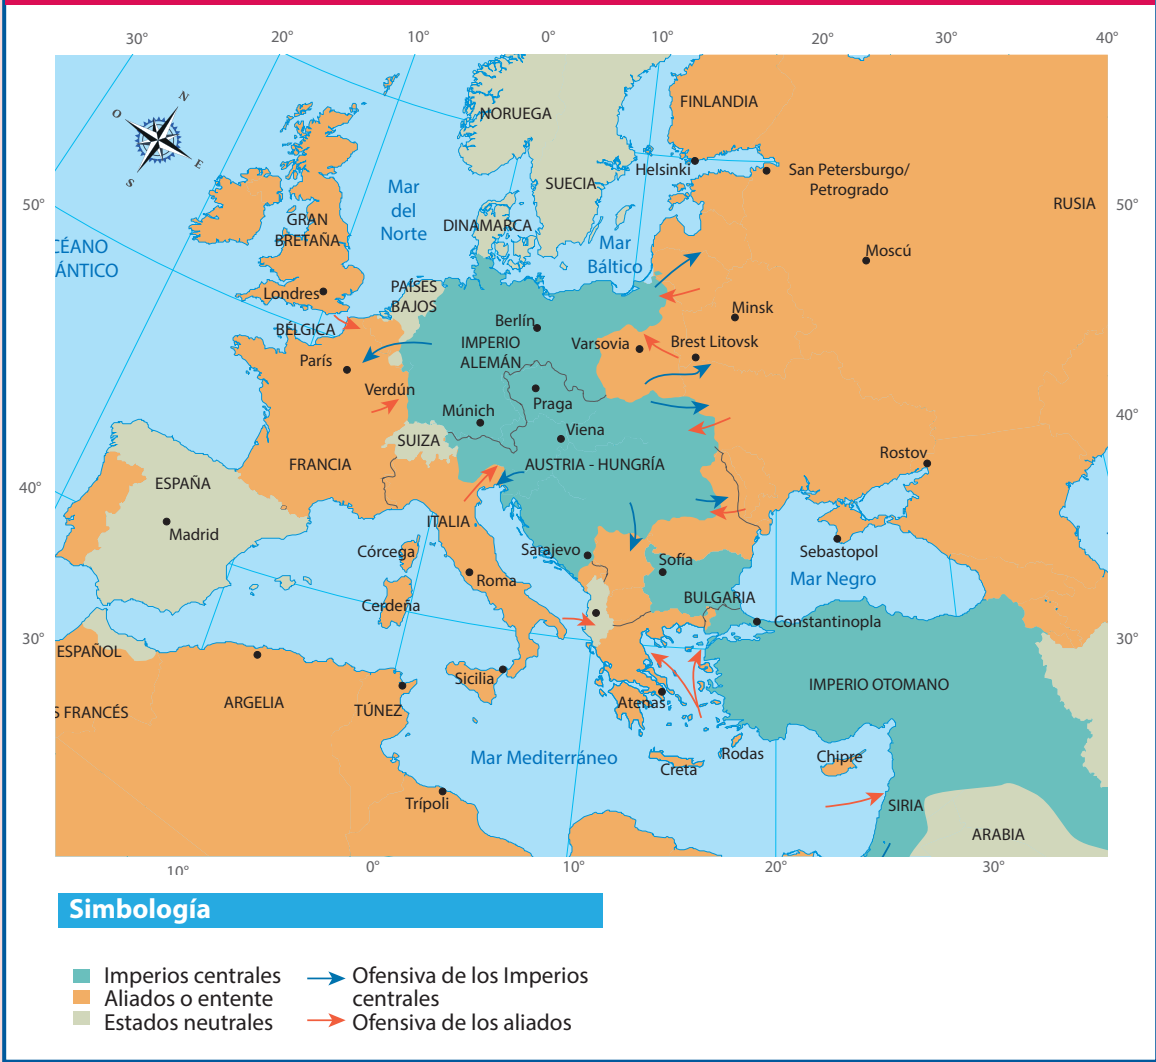 30°
20°
10°
0°
10°
20°
30°
40°
N
O
E
S
NORUEGA
FINLANDIA
Helsinki
San Petersburgo/
Petrogrado
SUECIA
Mar
del
Norte
50°
RUSIA
50°
GRAN
BRETAÑA
DINAMARCA
Mar
Báltico
Moscú
CÉANO
ÁNTICO
Londres
PAÍSES
BAJOS
Minsk
BÉLGICA
Berlín
IMPERIO
ALEMÁN
Varsovia
Brest Litovsk
París
Verdún
Praga
Múnich
40°
Viena
SUIZA
Rostov
FRANCIA
AUSTRIA - HUNGRÍA
ESPAÑA
40°
Madrid
ITALIA
Córcega
Sarajevo
Sofía
Sebastopol
Roma
Mar Negro
Cerdeña
BULGARIA
Constantinopla
30°
30°
ESPAÑOL
Sicilia
IMPERIO OTOMANO
ARGELIA
TÚNEZ
Atenas
S FRANCÉS
Mar Mediterráneo
Rodas
Chipre
Creta
Trípoli
SIRIA
ARABIA
10°
0°
10°
20°
30°
Simbología
Imperios centrales
Aliados o entente
Estados neutrales
Ofensiva de los Imperios
centrales
Ofensiva de los aliados